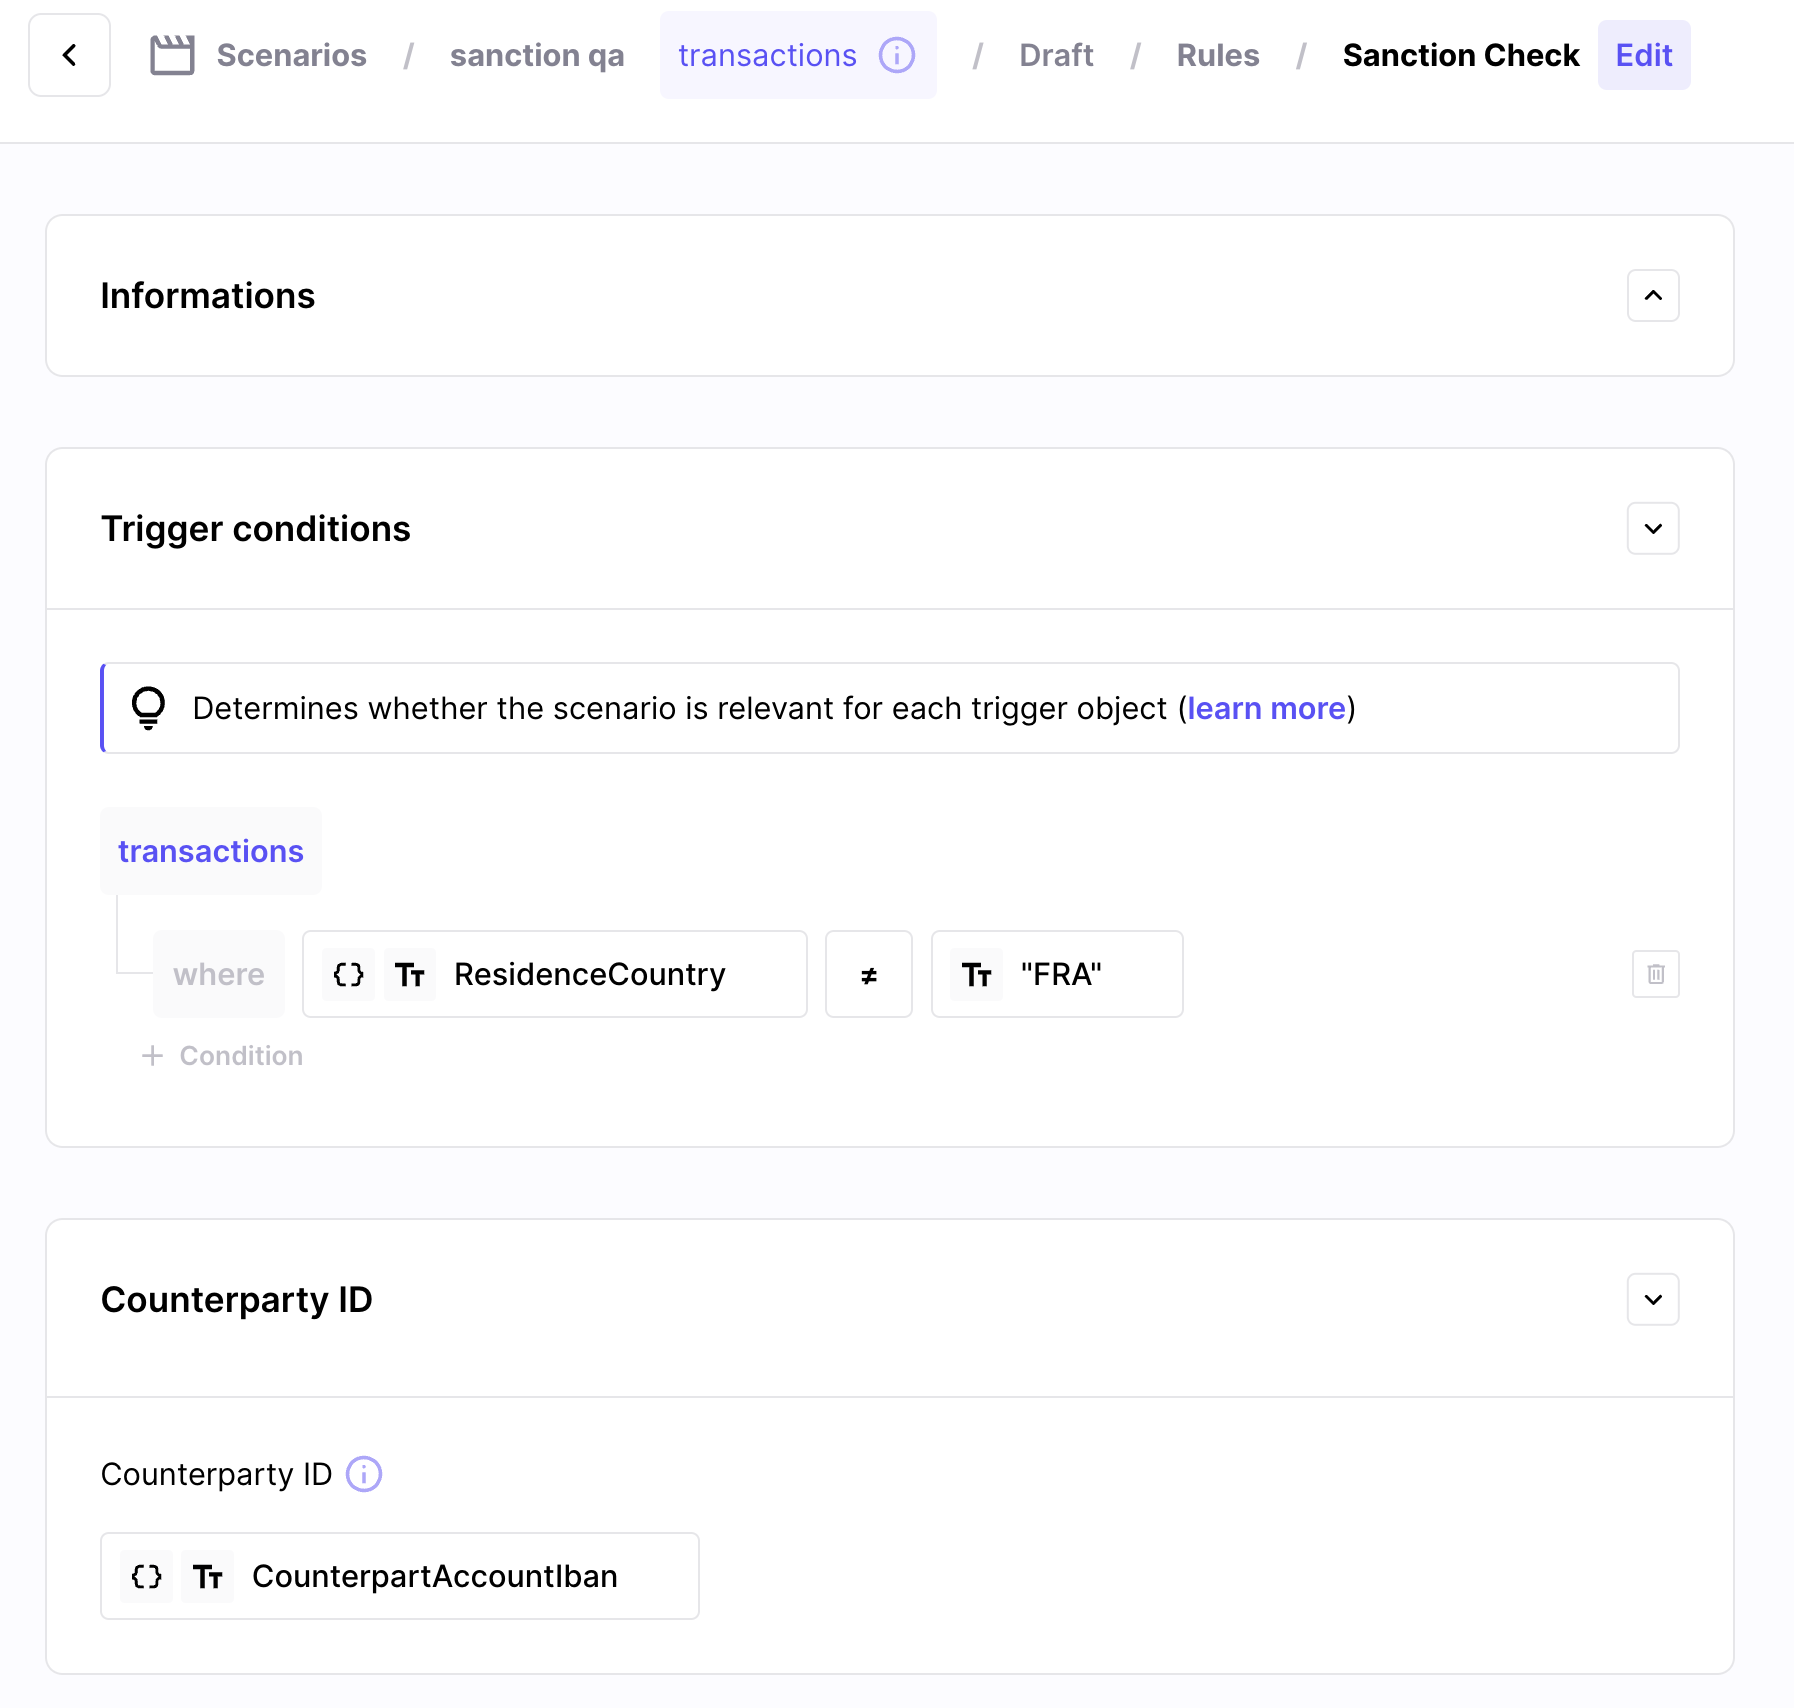 Scenarios / sanction qa transactions / Draft / Rules / Sanction Check Edit
Informations
Trigger conditions
Determines whether the scenario is relevant for each trigger object (learn more)
transactions
where {} Tт ResidenceCountry ≠ Tт "FRA"
+ Condition
Counterparty ID
Counterparty ID
{} Tт CounterpartAccountIban